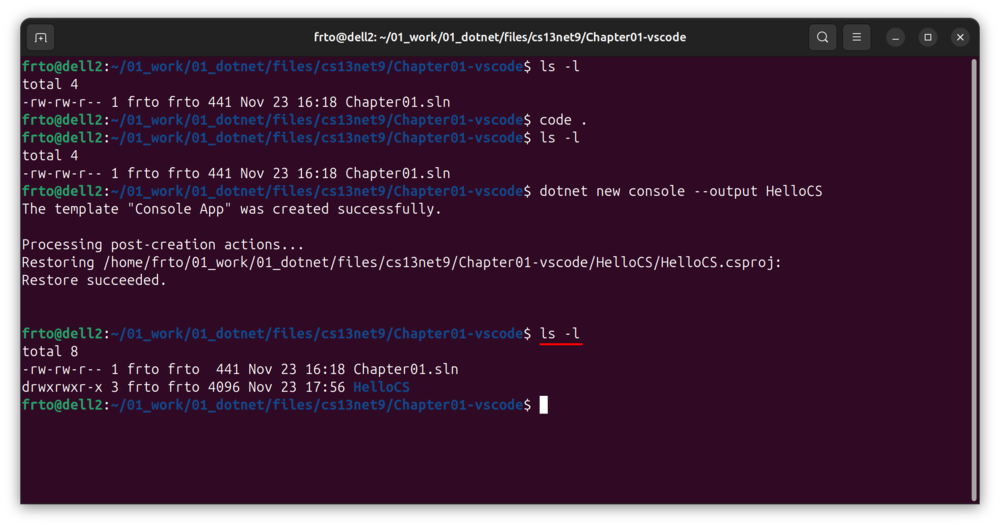 frto@dell2: ~/01_work/01_dotnet/files/cs13net9/Chapter01-vscode
frto@dell2:~/01_work/01_dotnet/files/cs13net9/Chapter01-vscode$ ls -l
total 4
-rw-rw-r-- 1 frto frto 441 Nov 23 16:18 Chapter01.sln
frto@dell2:~/01_work/01_dotnet/files/cs13net9/Chapter01-vscode$ code .
frto@dell2:~/01_work/01_dotnet/files/cs13net9/Chapter01-vscode$ ls -l
total 4
-rw-rw-r-- 1 frto frto 441 Nov 23 16:18 Chapter01.sln
frto@dell2:~/01_work/01_dotnet/files/cs13net9/Chapter01-vscode$ dotnet new console --output HelloCS
The template "Console App" was created successfully.
Processing post-creation actions...
Restoring /home/frto/01_work/01_dotnet/files/cs13net9/Chapter01-vscode/HelloCS/HelloCS.csproj:
Restore succeeded.
frto@dell2:~/01_work/01_dotnet/files/cs13net9/Chapter01-vscode$ ls -l
total 8
-rw-rw-r-- 1 frto frto  441 Nov 23 16:18 Chapter01.sln
drwxrwxr-x 3 frto frto 4096 Nov 23 17:56 HelloCS
frto@dell2:~/01_work/01_dotnet/files/cs13net9/Chapter01-vscode$